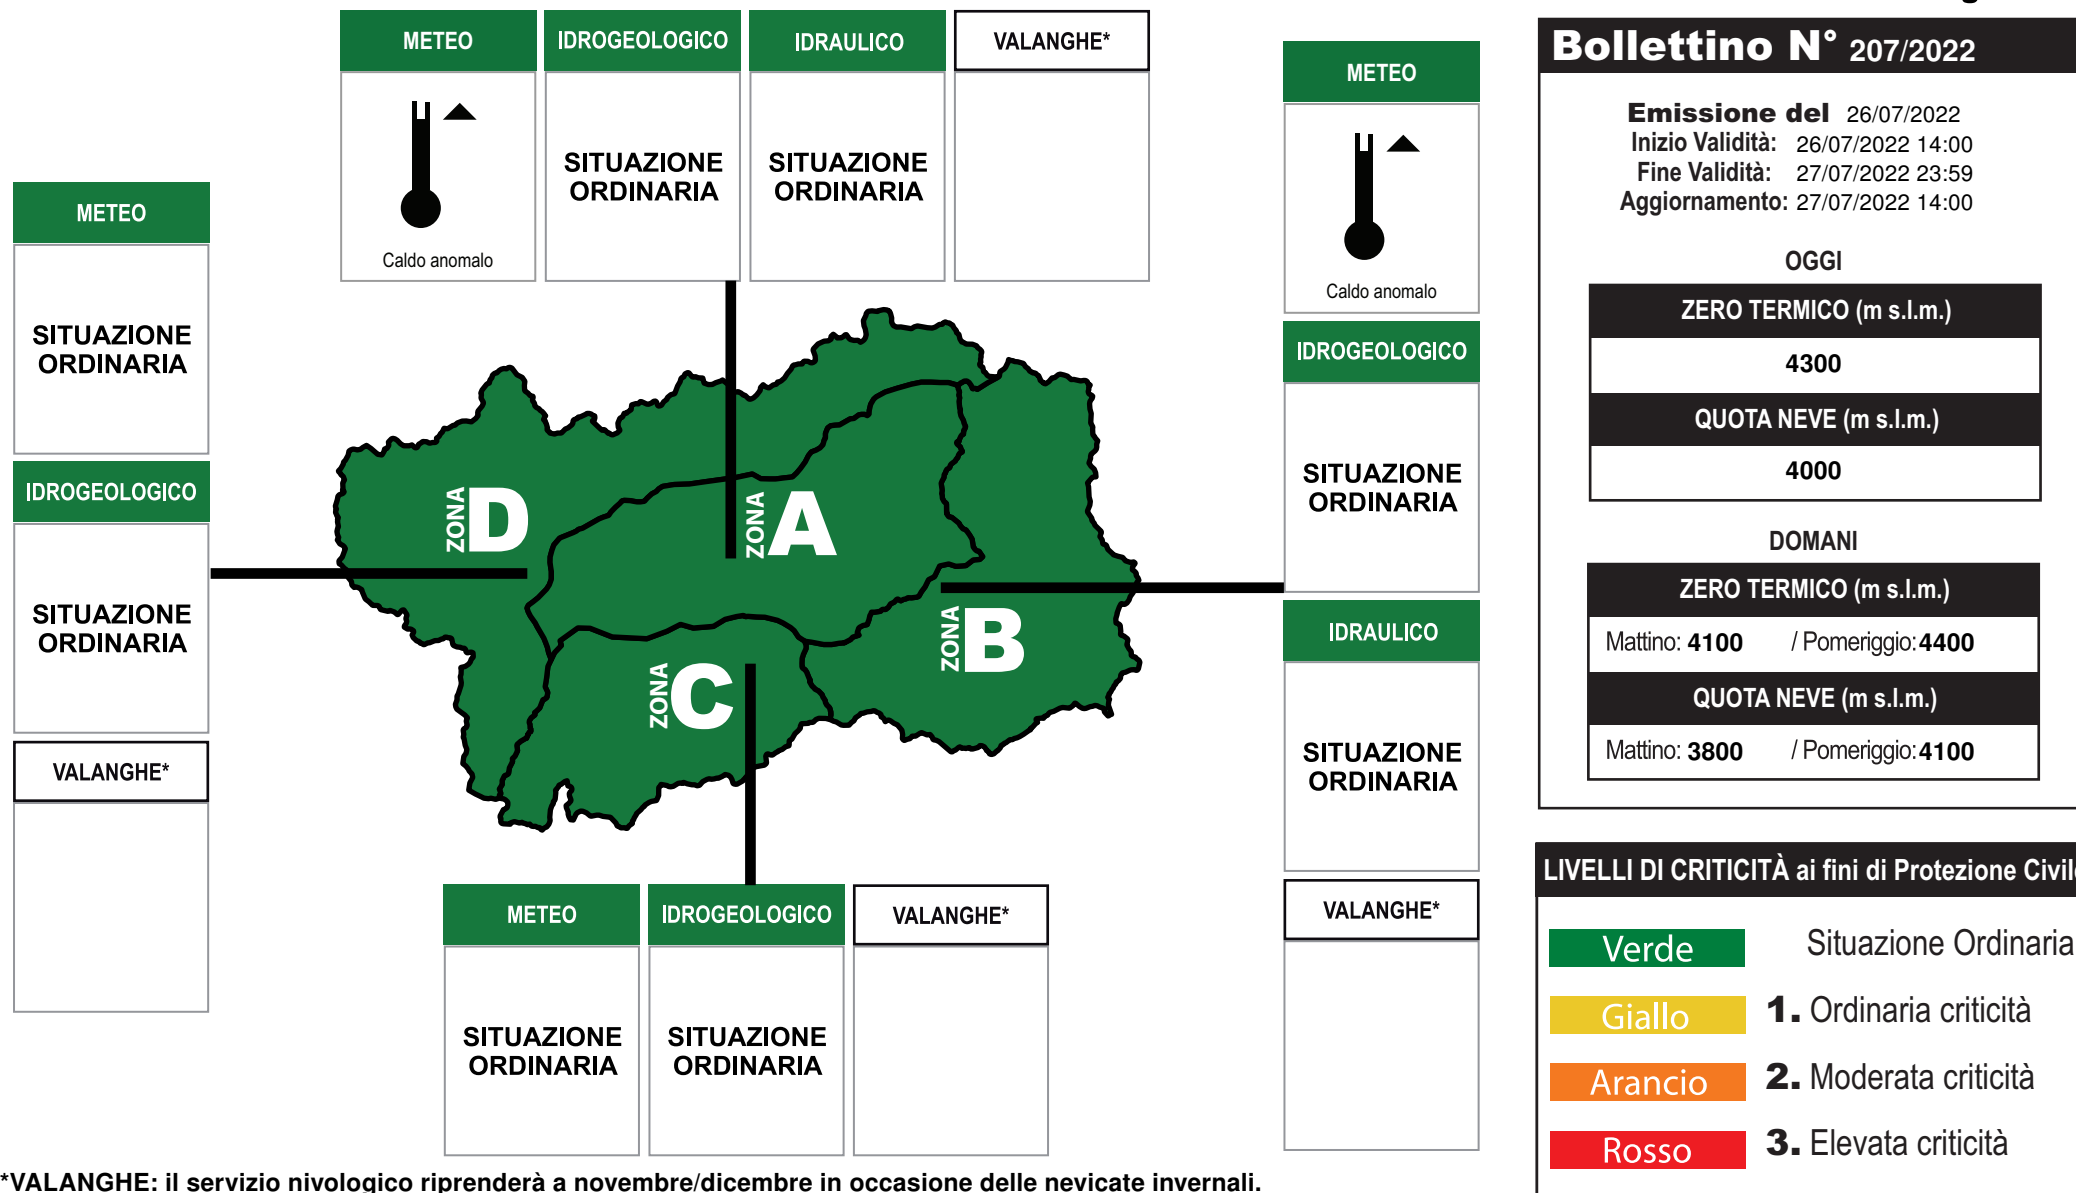 METEO
IDROGEOLOGICO
IDRAULICO
VALANGHE*
Caldo anomalo
SITUAZIONE
ORDINARIA
SITUAZIONE
ORDINARIA
METEO
SITUAZIONE
ORDINARIA
IDROGEOLOGICO
SITUAZIONE
ORDINARIA
VALANGHE*
ZONA D
ZONA A
ZONA B
ZONA C
METEO
Caldo anomalo
IDROGEOLOGICO
SITUAZIONE
ORDINARIA
IDRAULICO
SITUAZIONE
ORDINARIA
VALANGHE*
METEO
IDROGEOLOGICO
VALANGHE*
SITUAZIONE
ORDINARIA
SITUAZIONE
ORDINARIA
*VALANGHE: il servizio nivologico riprenderà a novembre/dicembre in occasione delle nevicate invernali.
Bollettino N° 207/2022
Emissione del 26/07/2022
Inizio Validità: 26/07/2022 14:00
Fine Validità: 27/07/2022 23:59
Aggiornamento: 27/07/2022 14:00
OGGI
ZERO TERMICO (m s.l.m.)
4300
QUOTA NEVE (m s.l.m.)
4000
DOMANI
ZERO TERMICO (m s.l.m.)
Mattino: 4100 / Pomeriggio: 4400
QUOTA NEVE (m s.l.m.)
Mattino: 3800 / Pomeriggio: 4100
LIVELLI DI CRITICITÀ ai fini di Protezione Civile
Verde Situazione Ordinaria
Giallo 1. Ordinaria criticità
Arancio 2. Moderata criticità
Rosso 3. Elevata criticità